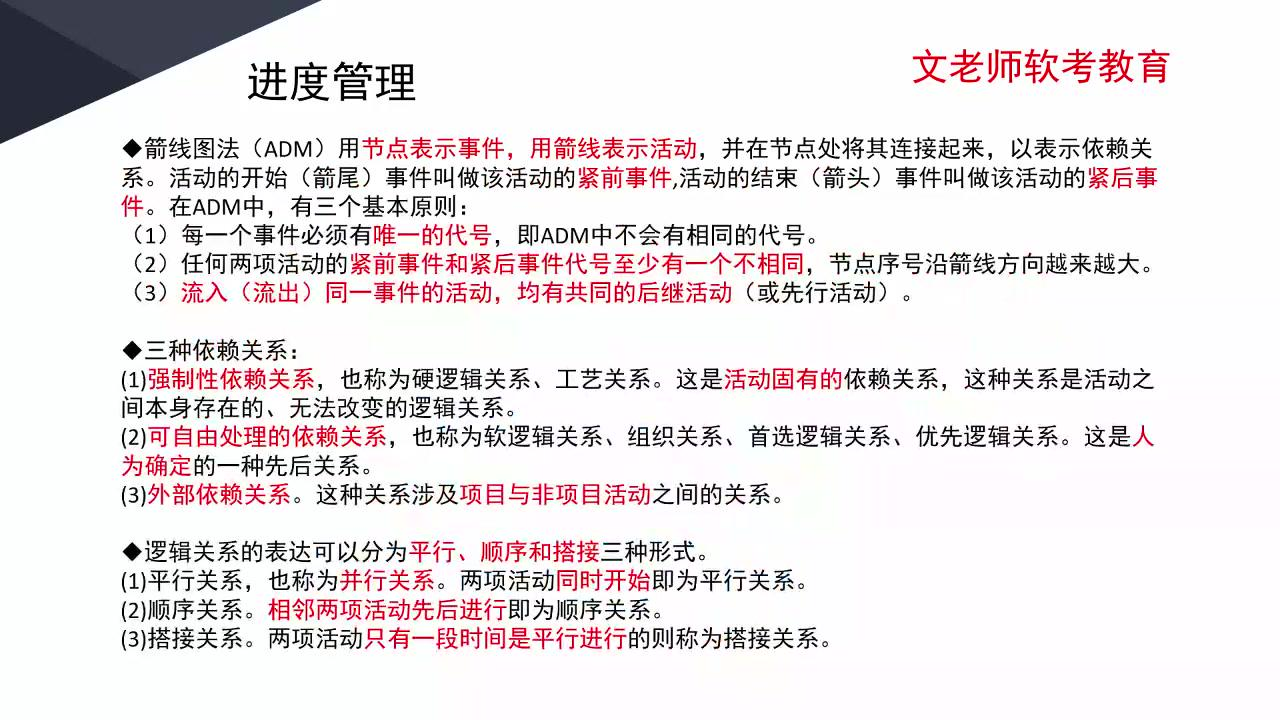 进度管理
文老师软考教育
◆箭线图法（ADM）用节点表示事件，用箭线表示活动，并在节点处将其连接起来，以表示依赖关
系。活动的开始（箭尾）事件叫做该活动的紧前事件,活动的结束（箭头）事件叫做该活动的紧后事
件。在ADM中，有三个基本原则：
（1）每一个事件必须有唯一的代号，即ADM中不会有相同的代号。
（2）任何两项活动的紧前事件和紧后事件代号至少有一个不相同，节点序号沿箭线方向越来越大。
（3）流入（流出）同一事件的活动，均有共同的后继活动（或先行活动）。
◆三种依赖关系：
(1)强制性依赖关系，也称为硬逻辑关系、工艺关系。这是活动固有的依赖关系，这种关系是活动之
间本身存在的、无法改变的逻辑关系。
(2)可自由处理的依赖关系，也称为软逻辑关系、组织关系、首选逻辑关系、优先逻辑关系。这是人
为确定的一种先后关系。
(3)外部依赖关系。这种关系涉及项目与非项目活动之间的关系。
◆逻辑关系的表达可以分为平行、顺序和搭接三种形式。
(1)平行关系，也称为并行关系。两项活动同时开始即为平行关系。
(2)顺序关系。相邻两项活动先后进行即为顺序关系。
(3)搭接关系。两项活动只有一段时间是平行进行的则称为搭接关系。